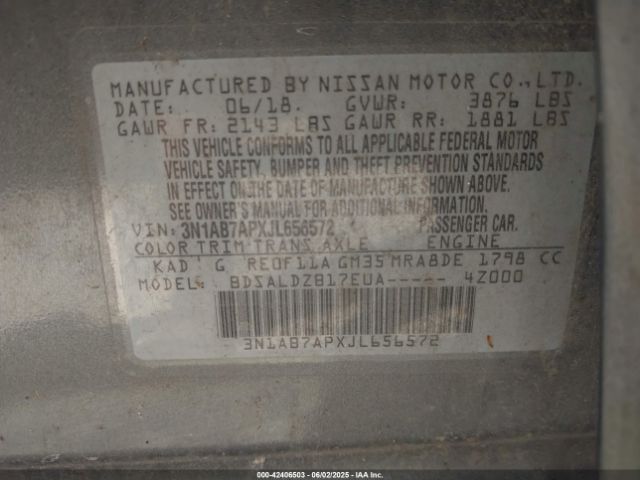 MANUFACTURED BY NISSAN MOTOR CO., LTD.
DATE: 06/18. GVWR: 3876 LBS
GAWR FR: 2143 LBS GAWR RR: 1881 LBS
THIS VEHICLE CONFORMS TO ALL APPLICABLE FEDERAL MOTOR
VEHICLE SAFETY, BUMPER AND THEFT PREVENTION STANDARDS
IN EFFECT ON THE DATE OF MANUFACTURE SHOWN ABOVE.
SEE OWNER'S MANUAL FOR ADDITIONAL INFORMATION.
VIN: 3N1AB7APXJL656572 PASSENGER CAR.
COLOR TRIM TRANS. AXLE ENGINE
KAD G RE0F11A GM35 MRA8DE 1798 CC
MODEL: BDSALDZB17EUA----- 4Z000
3N1AB7APXJL656572
000-42406503 - 06/02/2025 - IAA Inc.